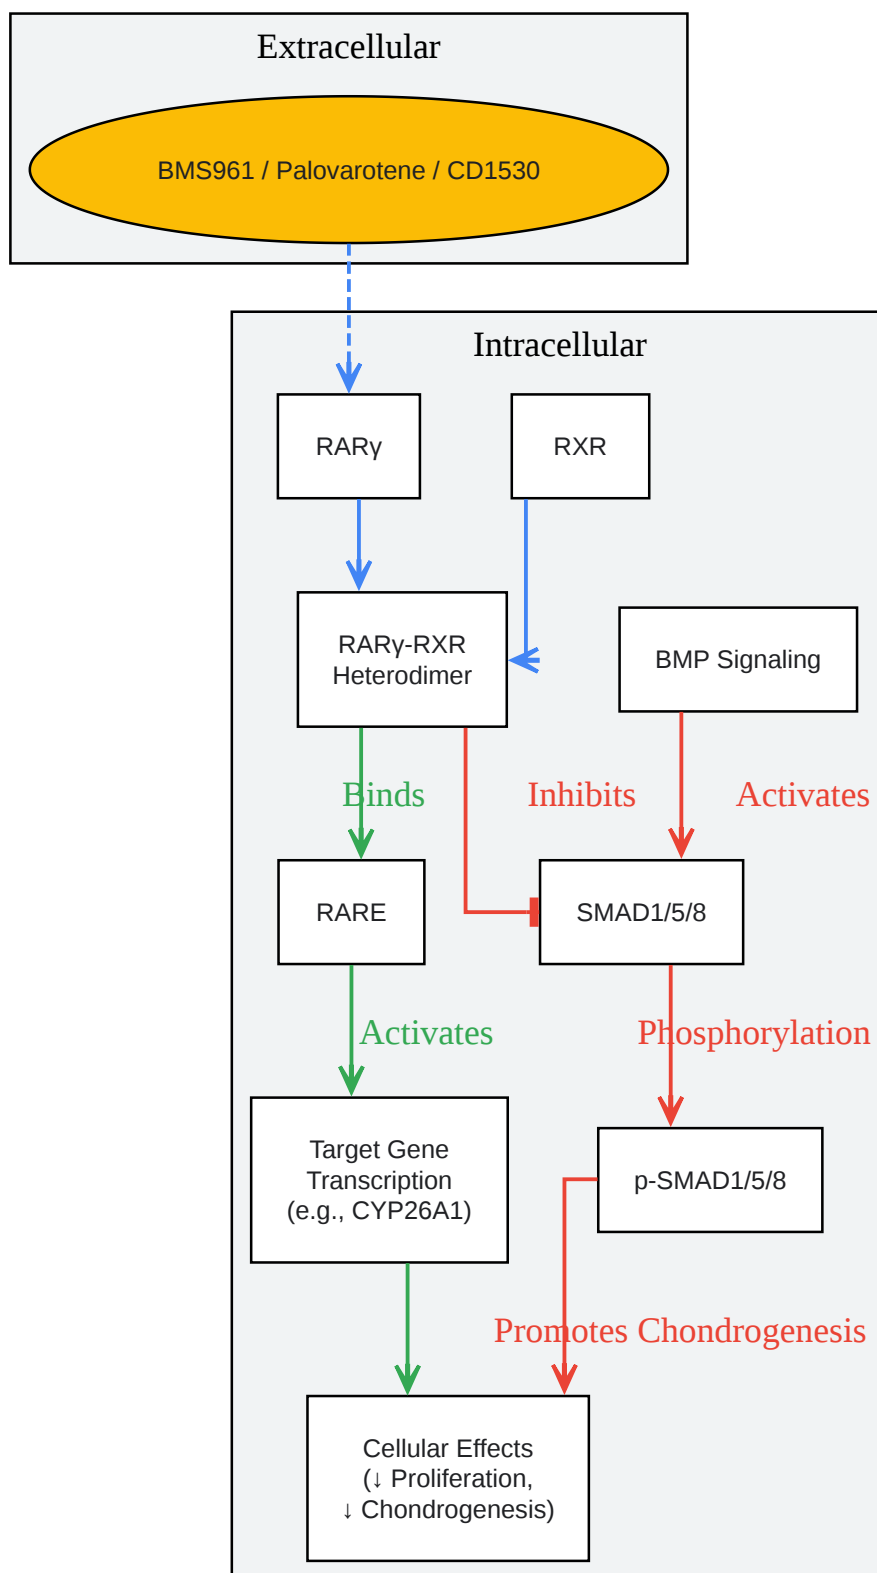 Extracellular
BMS961 / Palovarotene / CD1530
Intracellular
RARγ
RXR
RARγ-RXR
Heterodimer
BMP Signaling
Binds
Inhibits
Activates
RARE
SMAD1/5/8
Activates
Phosphorylation
Target Gene
Transcription
(e.g., CYP26A1)
p-SMAD1/5/8
Promotes Chondrogenesis
Cellular Effects
(↓ Proliferation,
↓ Chondrogenesis)